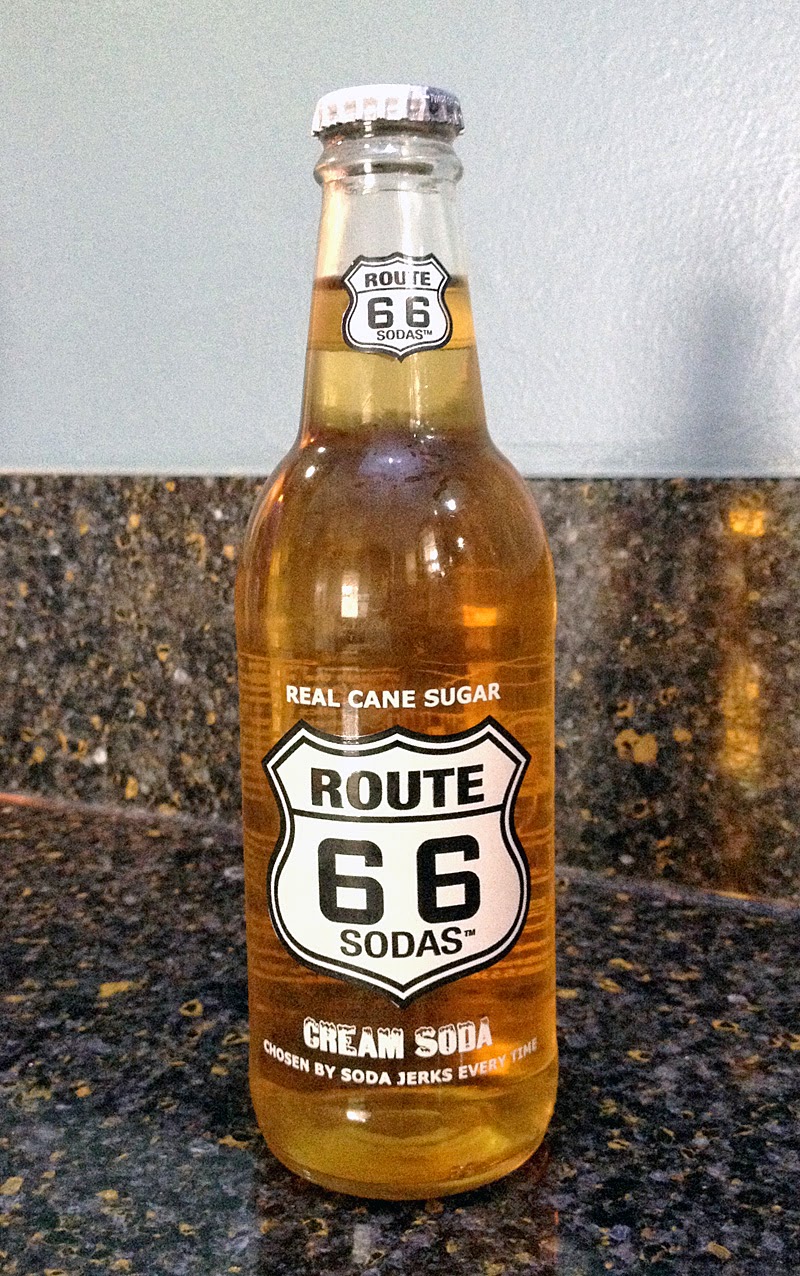 ROUTE
66
SODAS™
REAL CANE SUGAR
ROUTE
66
SODAS™
CREAM SODA
CHOSEN BY SODA JERKS EVERY TIME